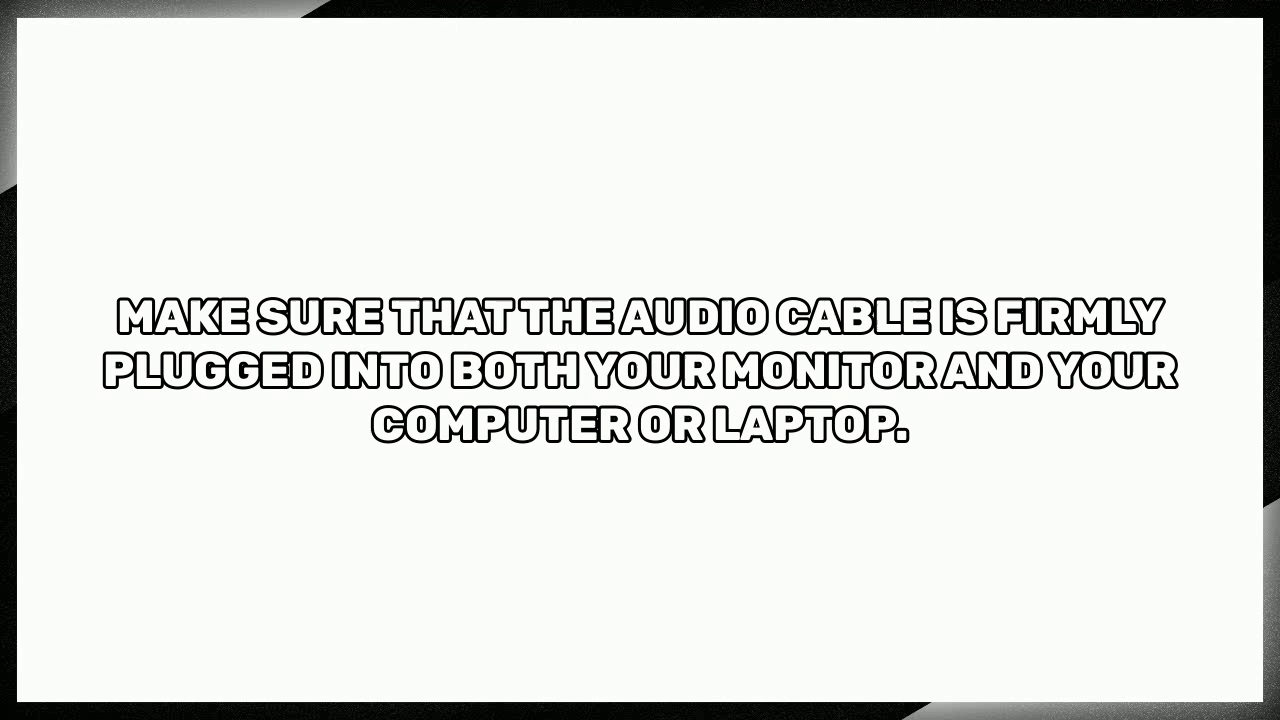 MAKE SURE THAT THE AUDIO CABLE IS FIRMLY
PLUGGED INTO BOTH YOUR MONITOR AND YOUR
COMPUTER OR LAPTOP.